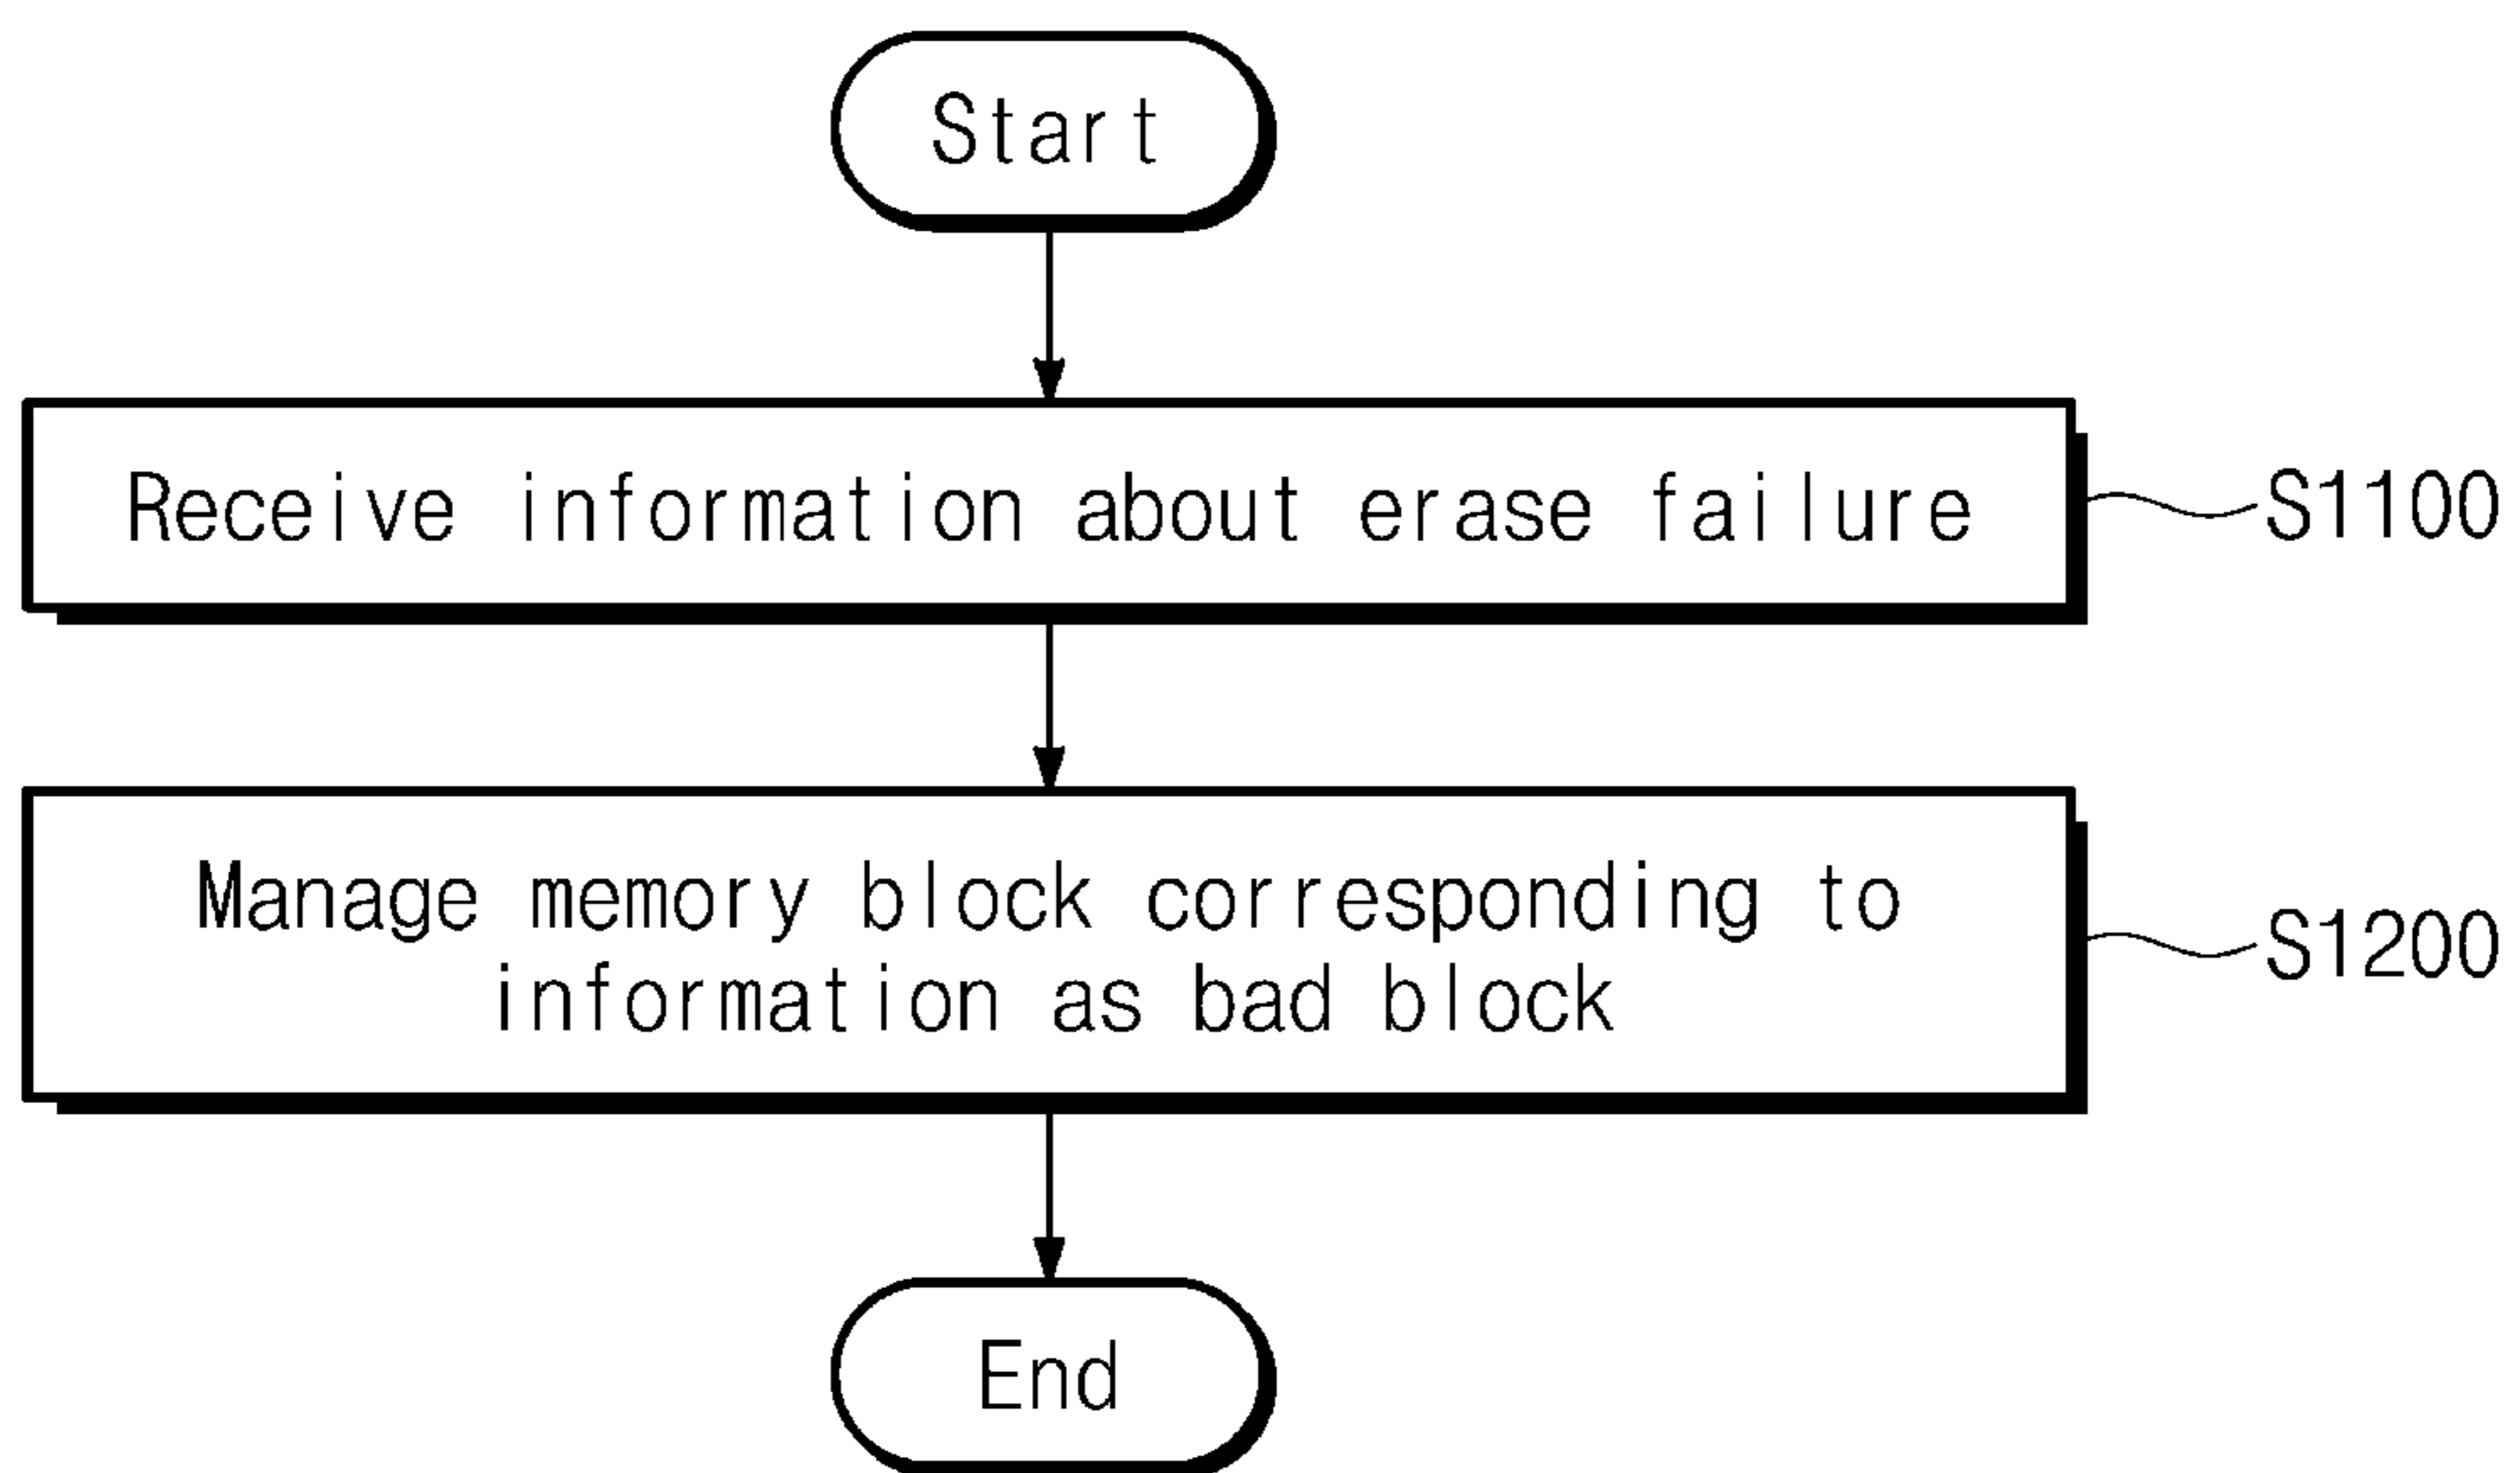 Start
Receive information about erase failure
S1100
Manage memory block corresponding to
information as bad block
S1200
End